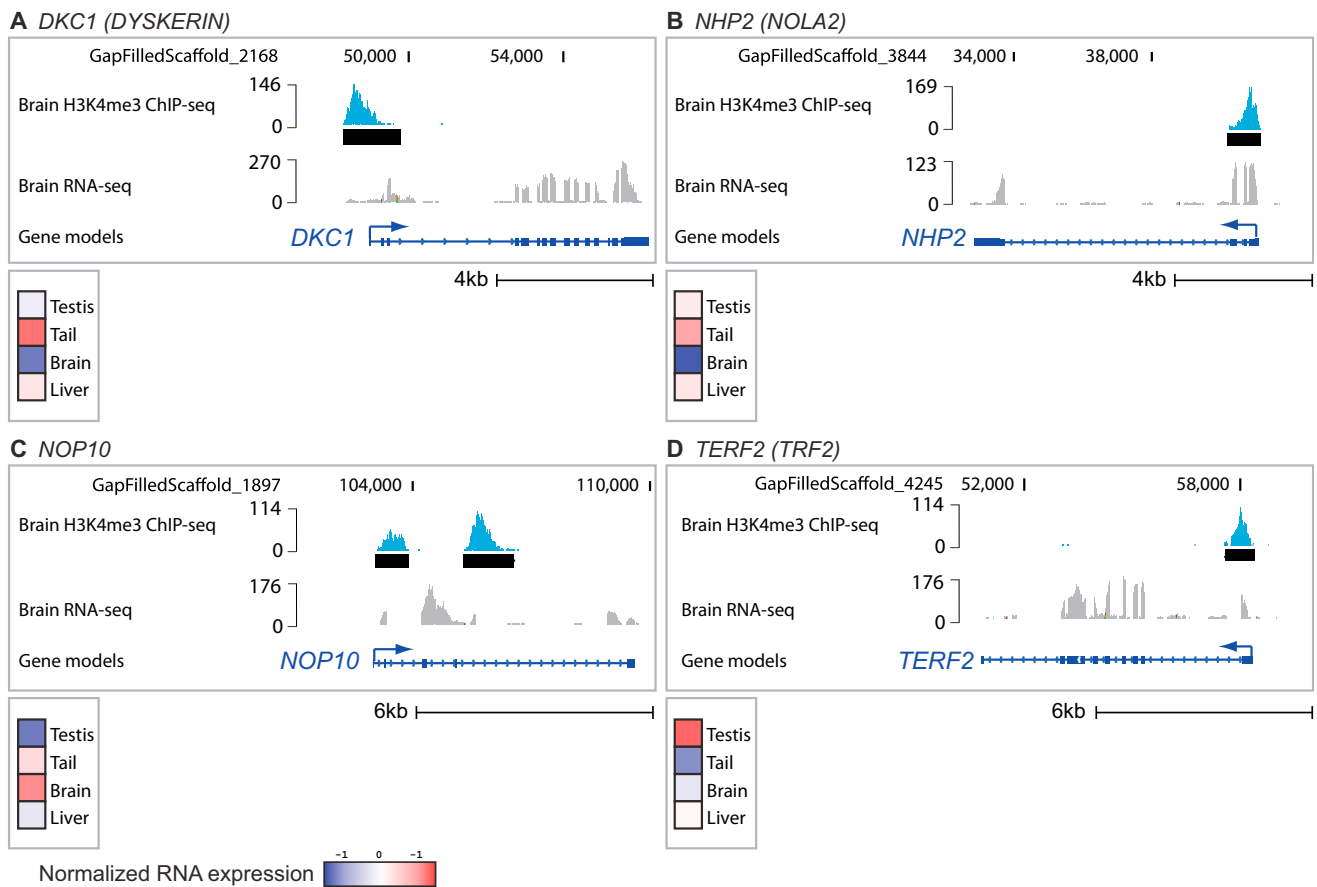 A DKC1 (DYSKERIN)
GapFilledScaffold_2168 50,000 54,000
Brain H3K4me3 ChIP-seq 146 0
Brain RNA-seq 270 0
Gene models DKC1
4kb
Testis
Tail
Brain
Liver
B NHP2 (NOLA2)
GapFilledScaffold_3844 34,000 38,000
Brain H3K4me3 ChIP-seq 169 0
Brain RNA-seq 123 0
Gene models NHP2
4kb
Testis
Tail
Brain
Liver
C NOP10
GapFilledScaffold_1897 104,000 110,000
Brain H3K4me3 ChIP-seq 114 0
Brain RNA-seq 176 0
Gene models NOP10
6kb
Testis
Tail
Brain
Liver
D TERF2 (TRF2)
GapFilledScaffold_4245 52,000 58,000
Brain H3K4me3 ChIP-seq 114 0
Brain RNA-seq 176 0
Gene models TERF2
6kb
Testis
Tail
Brain
Liver
Normalized RNA expression −1 0 −1